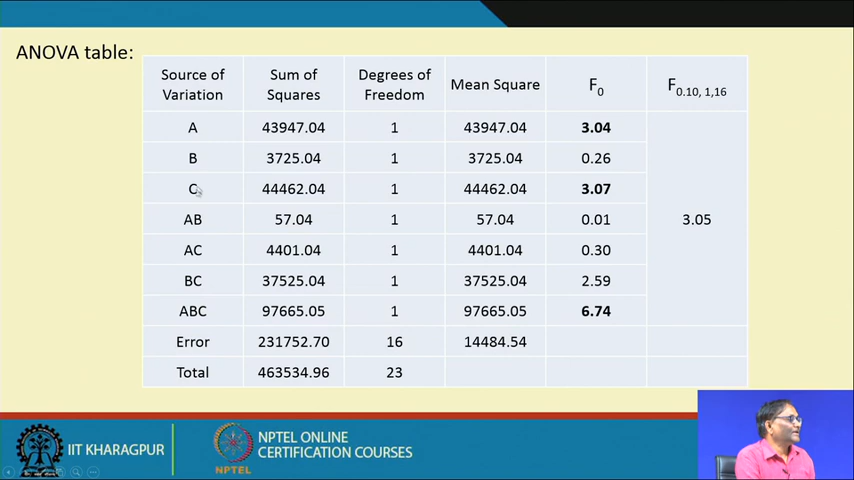 ANOVA table:
Source of Variation Sum of Squares Degrees of Freedom Mean Square F0 F0.10, 1,16
A 43947.04 1 43947.04 3.04
B 3725.04 1 3725.04 0.26
C 44462.04 1 44462.04 3.07
AB 57.04 1 57.04 0.01 3.05
AC 4401.04 1 4401.04 0.30
BC 37525.04 1 37525.04 2.59
ABC 97665.05 1 97665.05 6.74
Error 231752.70 16 14484.54
Total 463534.96 23
IIT KHARAGPUR
NPTEL
NPTEL ONLINE
CERTIFICATION COURSES